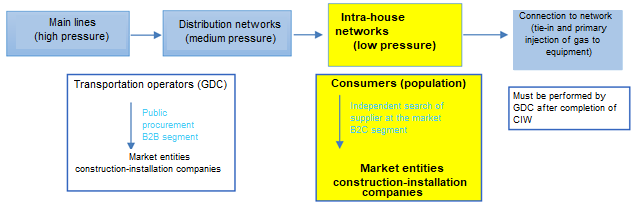 Main lines
(high pressure)
Distribution networks
(medium pressure)
Intra-house
networks
(low pressure)
Connection to network
(tie-in and primary
injection of gas to
equipment)
Transportation operators (GDC)
Public
procurement
B2B segment
Market entities
construction-installation companies
Consumers (population)
Independent search of
supplier at the market
B2C segment
Market entities
construction-installation
companies
Must be performed by
GDC after completion of
CIW